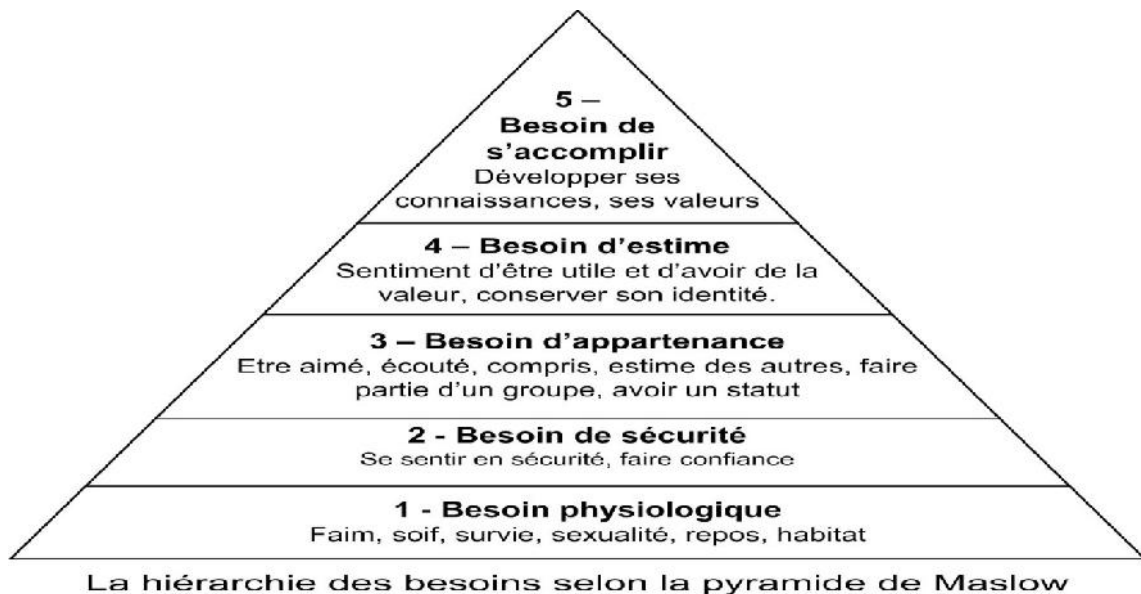 5 –
Besoin de
s'accomplir
Développer ses
connaissances, ses valeurs
4 – Besoin d'estime
Sentiment d'être utile et d'avoir de la
valeur, conserver son identité.
3 – Besoin d'appartenance
Etre aimé, écouté, compris, estime des autres, faire
partie d'un groupe, avoir un statut
2 - Besoin de sécurité
Se sentir en sécurité, faire confiance
1 - Besoin physiologique
Faim, soif, survie, sexualité, repos, habitat
La hiérarchie des besoins selon la pyramide de Maslow